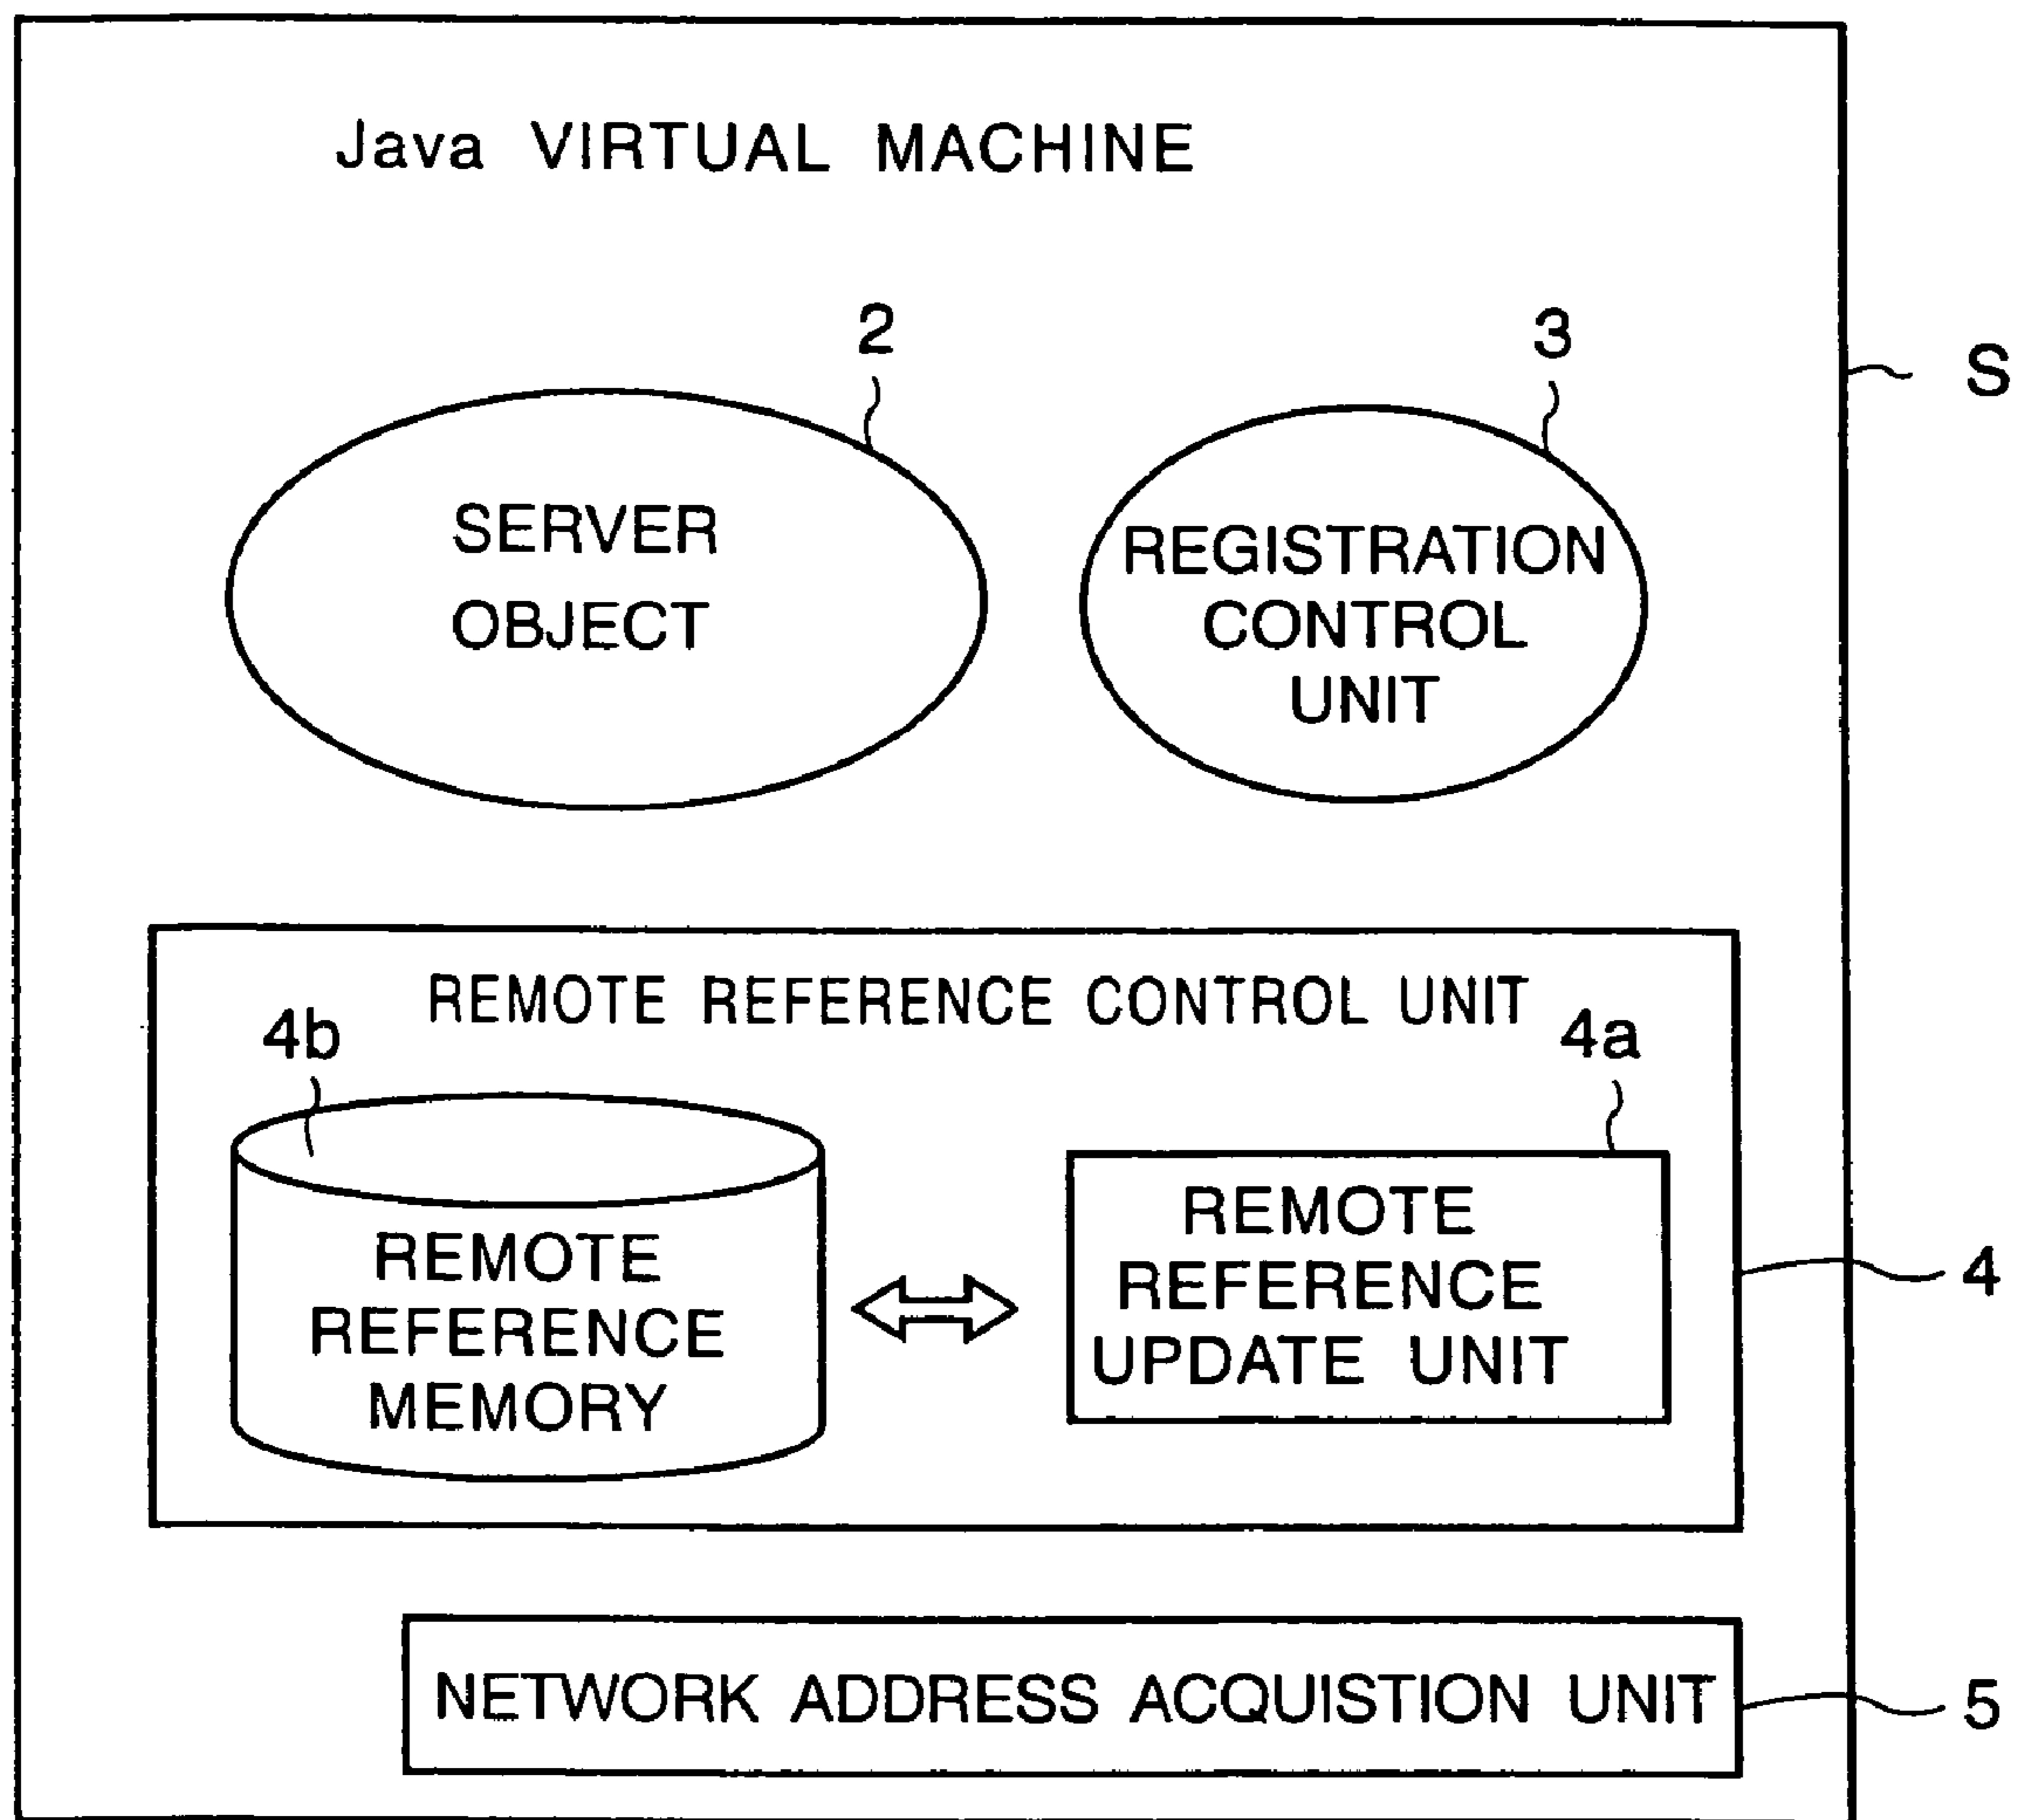 Java VIRTUAL MACHINE
2
3
S
SERVER
OBJECT
REGISTRATION
CONTROL
UNIT
REMOTE REFERENCE CONTROL UNIT
4b
4a
REMOTE
REFERENCE
MEMORY
REMOTE
REFERENCE
UPDATE UNIT
4
NETWORK ADDRESS ACQUISTION UNIT
5